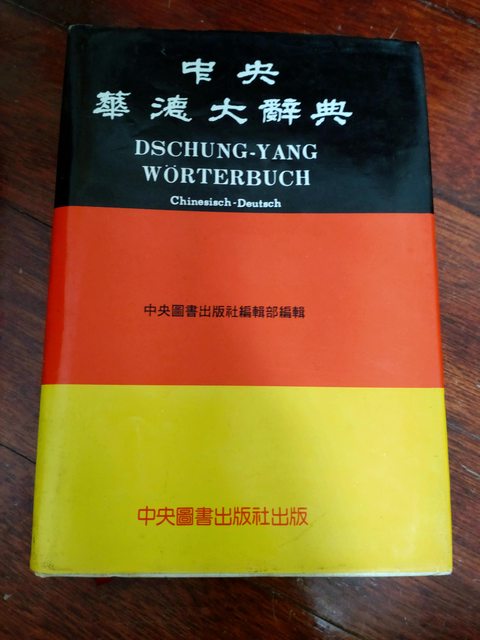 中央
華德大辭典
DSCHUNG-YANG
WÖRTERBUCH
Chinesisch-Deutsch
中央圖書出版社編輯部編輯
中央圖書出版社出版